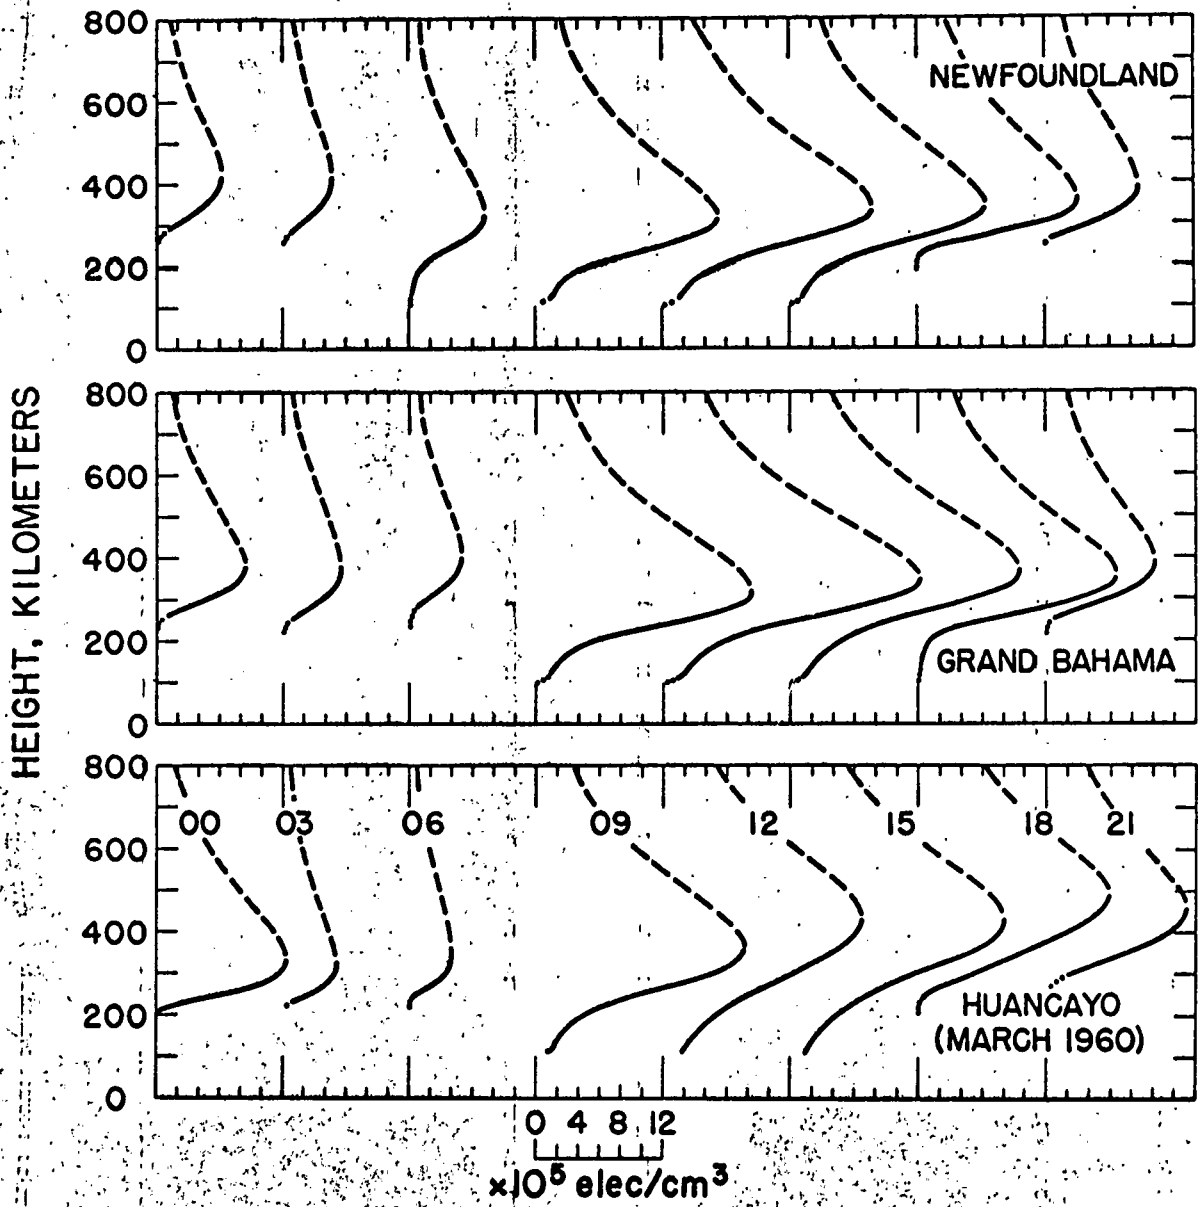 HEIGHT, KILOMETERS
800
600
400
200
0
NEWFOUNDLAND
800
600
400
200
0
GRAND BAHAMA
800
600
400
200
0
00 03 06 09 12 15 18 21
HUANCAYO
(MARCH 1960)
0 4 8 12
×10⁵ elec/cm³